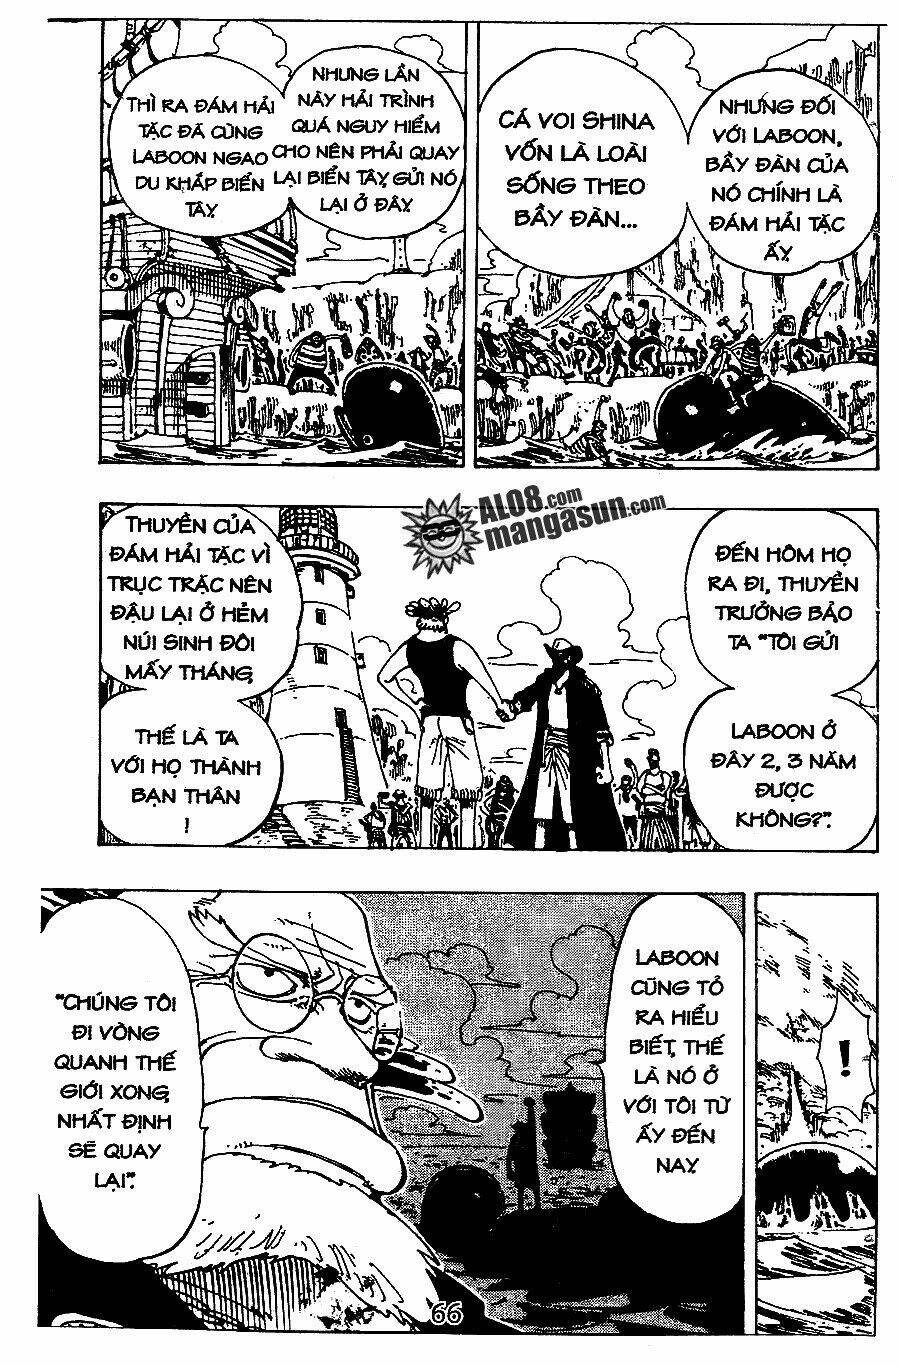 NHƯNG ĐỐI
VỚI LABOON,
BẦY ĐÀN CỦA
NÓ CHÍNH LÀ
ĐÁM HẢI TẶC
ẤY.
CÁ VOI SHINA
VỐN LÀ LOÀI
SỐNG THEO
BẦY ĐÀN...
NHƯNG LẦN
NÀY HẢI TRÌNH
QUÁ NGUY HIỂM
CHO NÊN PHẢI QUAY
LẠI BIỂN TÂY, GỬI NÓ
LẠI Ở ĐÂY.
THÌ RA ĐÁM HẢI
TẶC ĐÃ CÙNG
LABOON NGAO
DU KHẮP BIỂN
TÂY.
ALO8.com
mangasun.com
ĐẾN HÔM HỌ
RA ĐI, THUYỀN
TRƯỞNG BẢO
TA "TÔI GỬI
LABOON Ở
ĐÂY 2, 3 NĂM
ĐƯỢC
KHÔNG?".
THUYỀN CỦA
ĐÁM HẢI TẶC VÌ
TRỤC TRẶC NÊN
ĐẬU LẠI Ở HẺM
NÚI SINH ĐÔI
MẤY THÁNG,
THẾ LÀ TA
VỚI HỌ THÀNH
BẠN THÂN
!
!
LABOON
CŨNG TỎ
RA HIỂU
BIẾT, THẾ
LÀ NÓ Ở
VỚI TÔI TỪ
ẤY ĐẾN
NAY.
"CHÚNG TÔI
ĐI VÒNG
QUANH THẾ
GIỚI XONG,
NHẤT ĐỊNH
SẼ QUAY
LẠI".
66